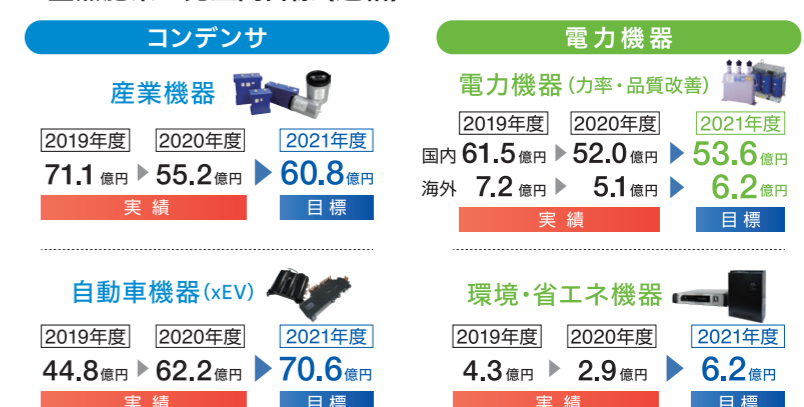 コンデンサ
産業機器
2019年度 2020年度 2021年度
71.1億円 55.2億円 60.8億円
実績 目標
自動車機器(xEV)
2019年度 2020年度 2021年度
44.8億円 62.2億円 70.6億円
実績 目標
電力機器
電力機器(力率・品質改善)
2019年度 2020年度 2021年度
国内 61.5億円 52.0億円 53.6億円
海外 7.2億円 5.1億円 6.2億円
実績 目標
環境・省エネ機器
2019年度 2020年度 2021年度
4.3億円 2.9億円 6.2億円
実績 目標